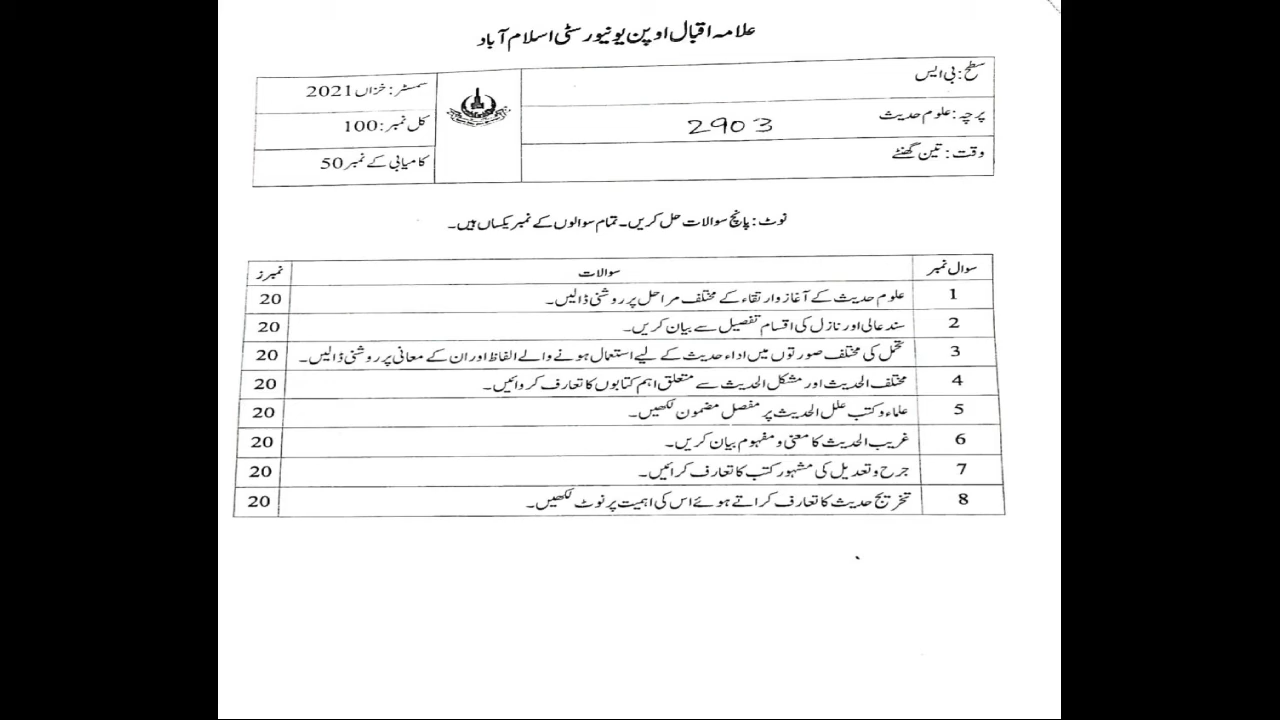 علامہ اقبال اوپن یونیورسٹی اسلام آباد
سطح: بی ایس
سمسٹر: خزاں 2021
پرچہ: علوم حدیث 2903
کل نمبر: 100
وقت: تین گھنٹے
کامیابی کے نمبر 50
نوٹ: پانچ سوالات حل کریں۔ تمام سوالوں کے نمبر یکساں ہیں۔
سوال نمبر سوالات نمبرز
1 علوم حدیث کے آغاز و ارتقاء کے مختلف مراحل پر روشنی ڈالیں۔ 20
2 سند عالی اور نازل کی اقسام تفصیل سے بیان کریں۔ 20
3 تحمل کی مختلف صورتوں میں اداء حدیث کے لیے استعمال ہونے والے الفاظ اور ان کے معانی پر روشنی ڈالیں۔ 20
4 مختلف الحدیث اور مشکل الحدیث سے متعلق اہم کتابوں کا تعارف کروائیں۔ 20
5 علماء و کتب علل الحدیث پر مفصل مضمون لکھیں۔ 20
6 غریب الحدیث کا معنی و مفہوم بیان کریں۔ 20
7 جرح و تعدیل کی مشہور کتب کا تعارف کرائیں۔ 20
8 تخریج حدیث کا تعارف کراتے ہوئے اس کی اہمیت پر نوٹ لکھیں۔ 20